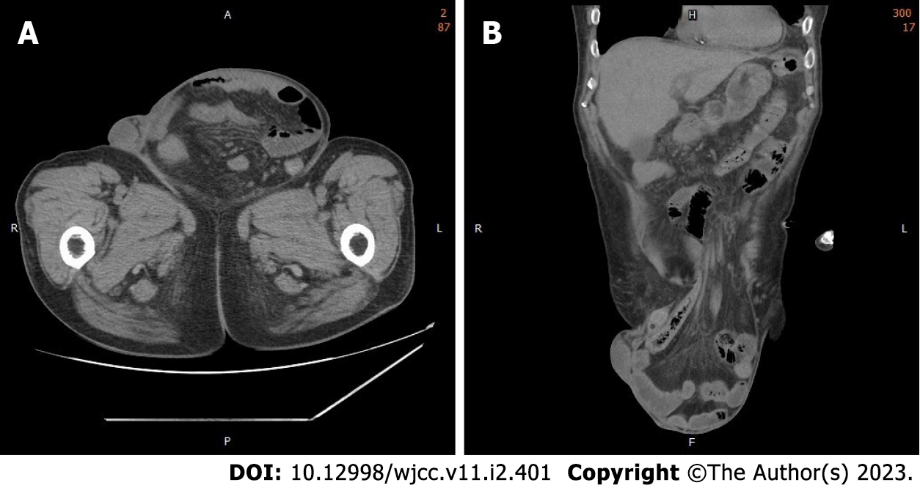 A
A
2
87
R
L
P
B
H
300
17
R
L
F
DOI: 10.12998/wjcc.v11.i2.401 Copyright ©The Author(s) 2023.